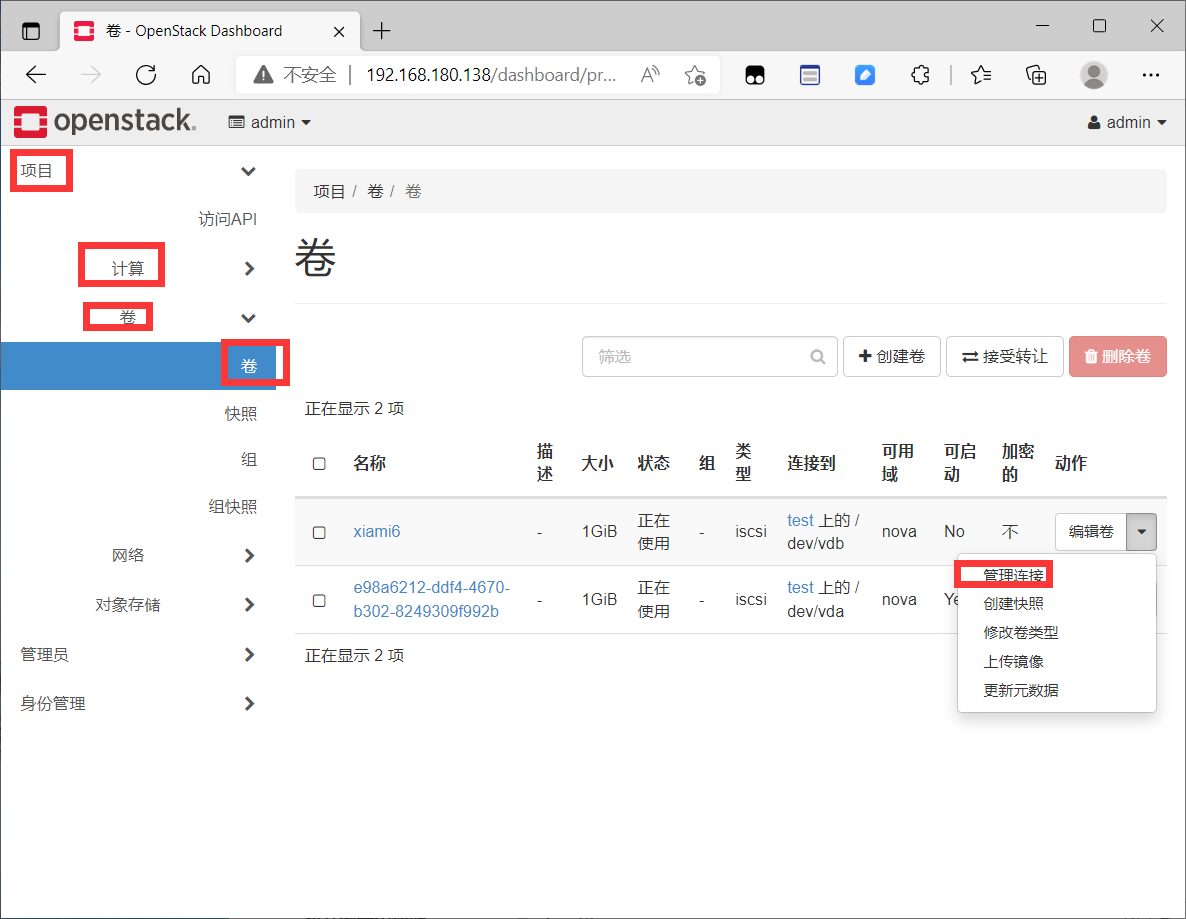 卷 - OpenStack Dashboard
不安全 | 192.168.180.138/dashboard/pr...
openstack. admin admin
项目
访问API
计算
卷
卷
快照
组
组快照
网络
对象存储
管理员
身份管理
项目 / 卷 / 卷
卷
筛选 创建卷 接受转让 删除卷
正在显示 2 项
名称 描述 大小 状态 组 类型 连接到 可用域 可启动 加密的 动作
xiami6 - 1GiB 正在使用 - iscsi test 上的 /dev/vdb nova No 不 编辑卷
e98a6212-ddf4-4670-b302-8249309f992b - 1GiB 正在使用 - iscsi test 上的 /dev/vda nova Ye
正在显示 2 项
管理连接
创建快照
修改卷类型
上传镜像
更新元数据